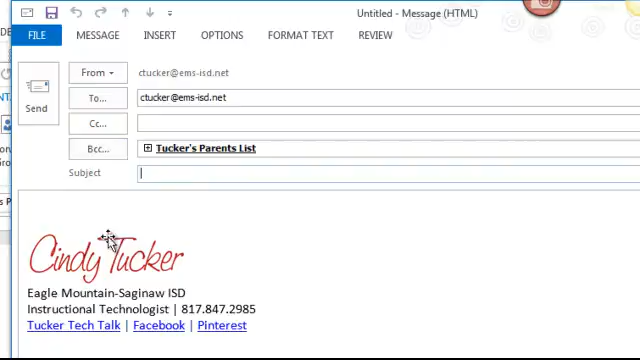 Untitled - Message (HTML)
FILE MESSAGE INSERT OPTIONS FORMAT TEXT REVIEW
From ctucker@ems-isd.net
Send
To... ctucker@ems-isd.net
Cc...
Bcc... Tucker's Parents List
Subject
Cindy Tucker
Eagle Mountain-Saginaw ISD
Instructional Technologist | 817.847.2985
Tucker Tech Talk | Facebook | Pinterest